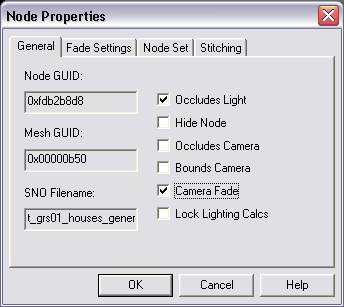 Node Properties
General
Fade Settings
Node Set
Stitching
Node GUID:
0xfdb2b8d8
Mesh GUID:
0x00000b50
SNO Filename:
t_grs01_houses_gener
Occludes Light
Hide Node
Occludes Camera
Bounds Camera
Camera Fade
Lock Lighting Calcs
OK
Cancel
Help